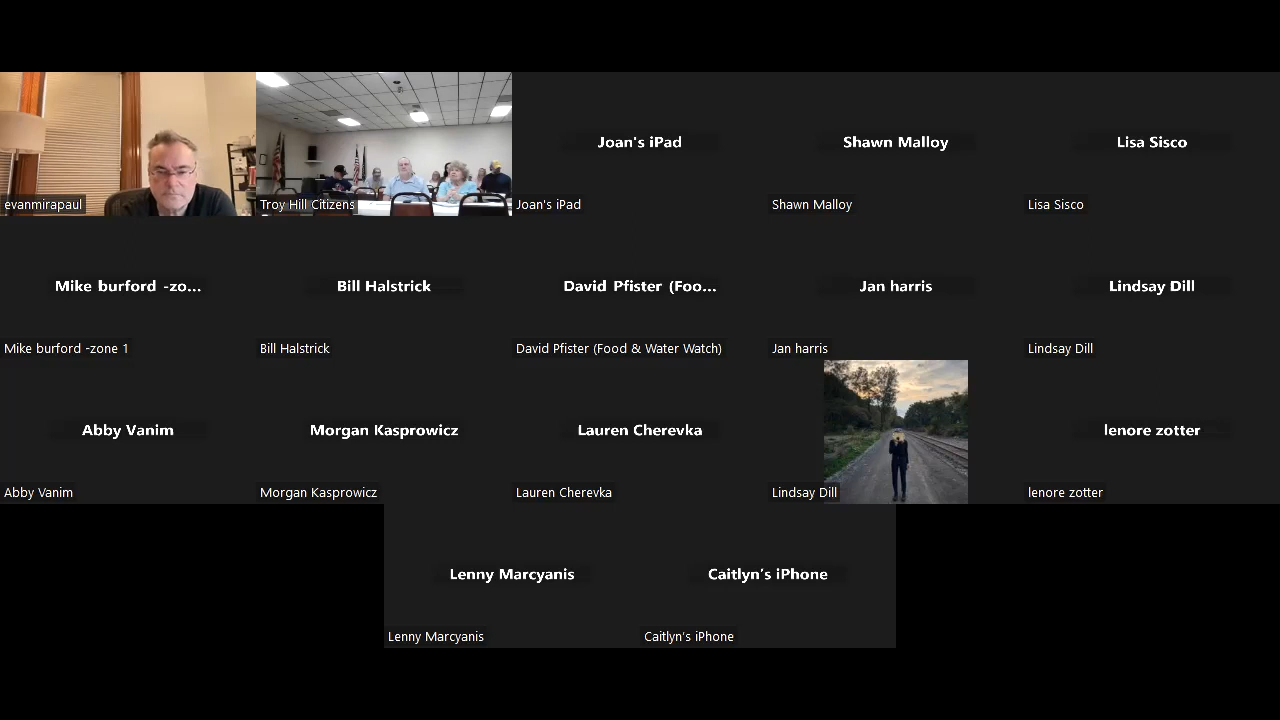 evanmirapaul
Troy Hill Citizens
Joan's iPad
Joan's iPad
Shawn Malloy
Shawn Malloy
Lisa Sisco
Lisa Sisco
Mike burford -zo...
Mike burford -zone 1
Bill Halstrick
Bill Halstrick
David Pfister (Foo...
David Pfister (Food & Water Watch)
Jan harris
Jan harris
Lindsay Dill
Lindsay Dill
Abby Vanim
Abby Vanim
Morgan Kasprowicz
Morgan Kasprowicz
Lauren Cherevka
Lauren Cherevka
Lindsay Dill
lenore zotter
lenore zotter
Lenny Marcyanis
Lenny Marcyanis
Caitlyn's iPhone
Caitlyn's iPhone